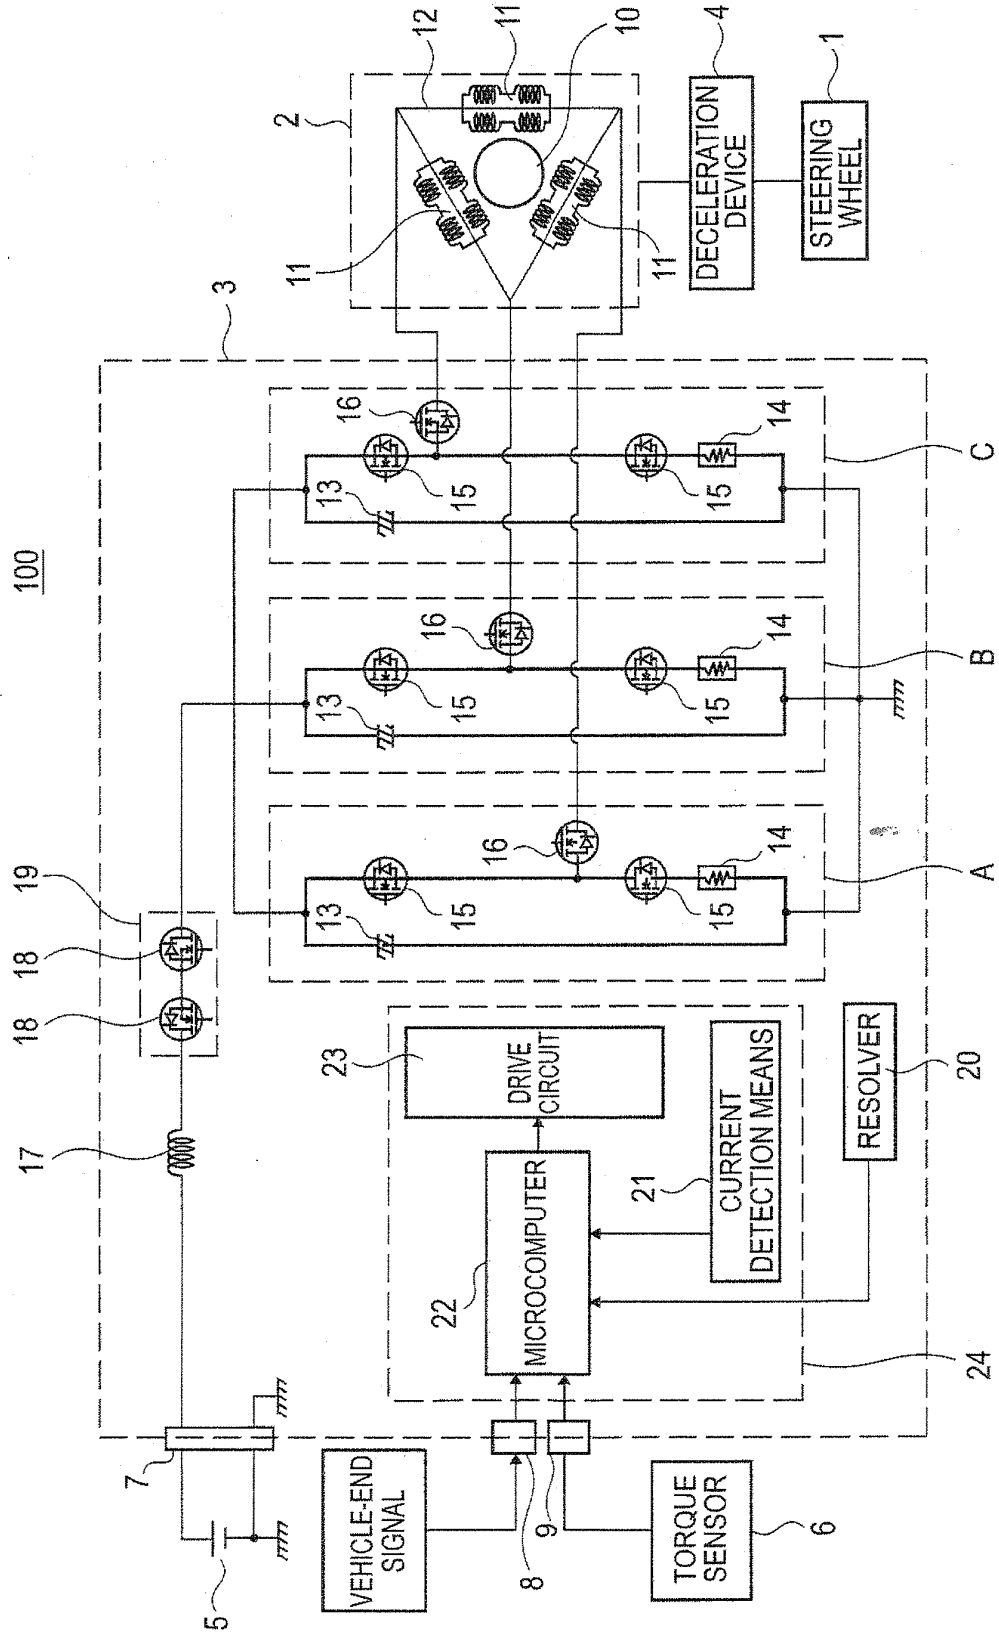 100
3
2
12
11
10
4
1
11
11
DECELERATION
DEVICE
STEERING
WHEEL
19
18
18
17
7
5
13
15
16
15
14
C
13
15
16
15
14
B
13
15
16
15
14
A
23
DRIVE
CIRCUIT
22
MICROCOMPUTER
21
CURRENT
DETECTION MEANS
RESOLVER
20
24
VEHICLE-END
SIGNAL
8
9
TORQUE
SENSOR
6